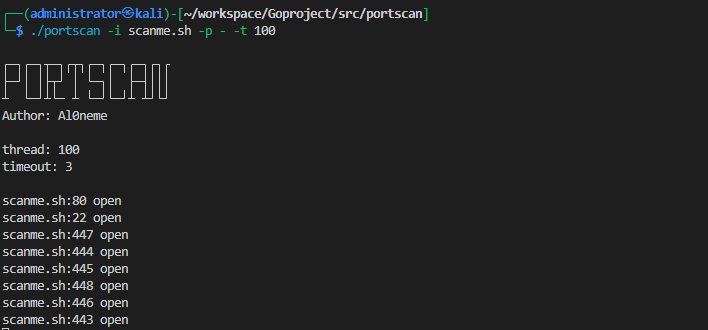 ┌──(administrator㉿kali)-[~/workspace/Goproject/src/portscan]
└─$ ./portscan -i scanme.sh -p - -t 100
PORTSCAN
Author: Al0neme
thread: 100
timeout: 3
scanme.sh:80 open
scanme.sh:22 open
scanme.sh:447 open
scanme.sh:444 open
scanme.sh:445 open
scanme.sh:448 open
scanme.sh:446 open
scanme.sh:443 open